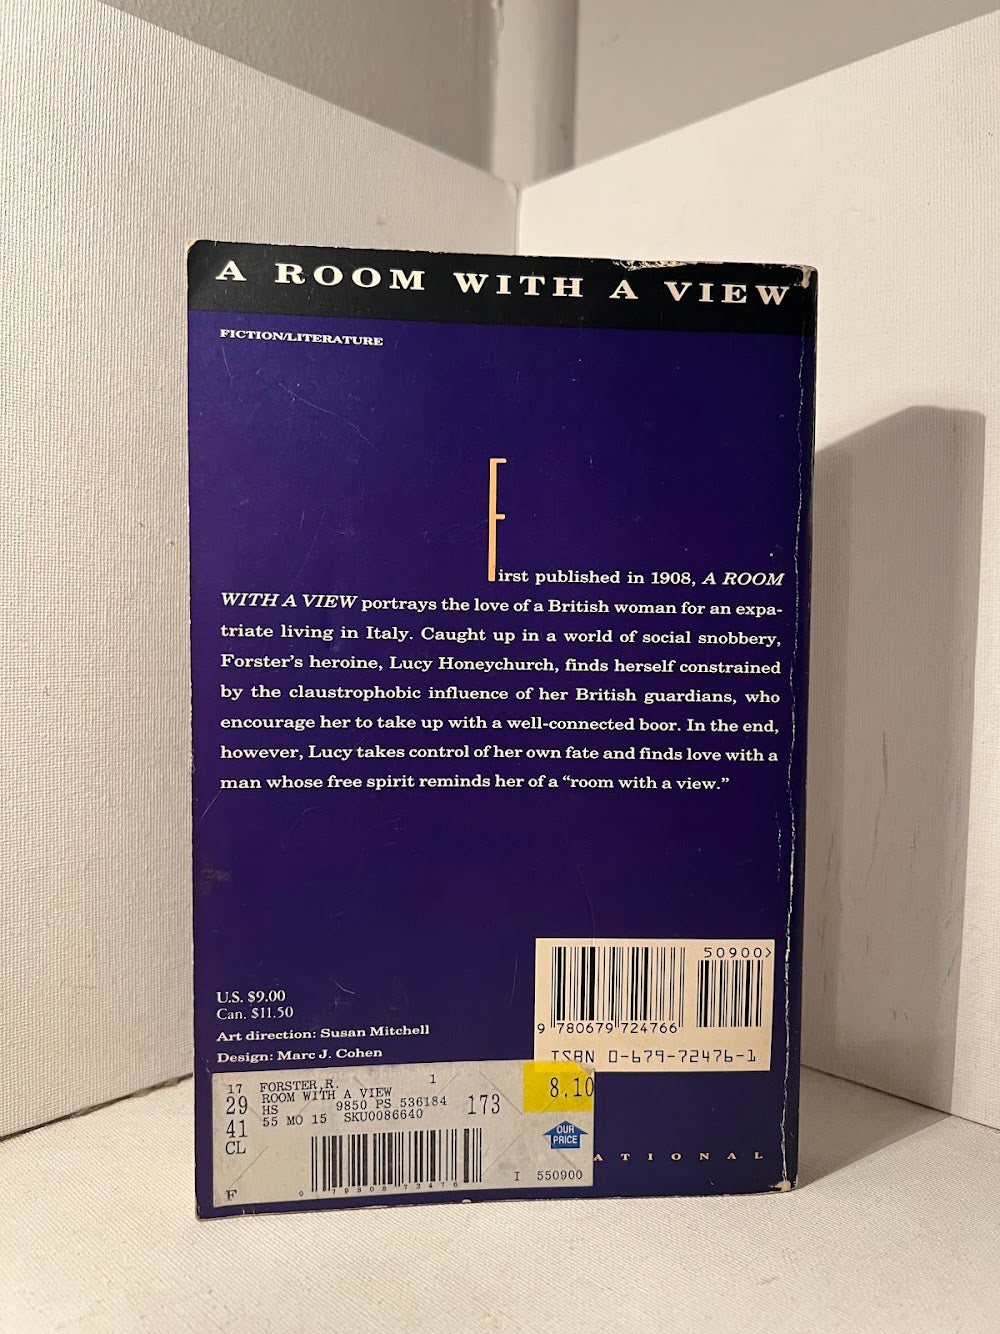 A ROOM WITH A VIEW
FICTION/LITERATURE
First published in 1908, A ROOM
WITH A VIEW portrays the love of a British woman for an expa-
triate living in Italy. Caught up in a world of social snobbery,
Forster's heroine, Lucy Honeychurch, finds herself constrained
by the claustrophobic influence of her British guardians, who
encourage her to take up with a well-connected boor. In the end,
however, Lucy takes control of her own fate and finds love with a
man whose free spirit reminds her of a “room with a view.”
50900>
9 780679 724766
ISBN 0-679-72476-1
U.S. $9.00
Can. $11.50
Art direction: Susan Mitchell
Design: Marc J. Cohen
17 FORSTER,R. 1
29 ROOM WITH A VIEW
HS 9850 PS 536184 173
41 55 MO 15 SKU0086640
CL
8.10
OUR
PRICE
F
I 550900
ATIONAL